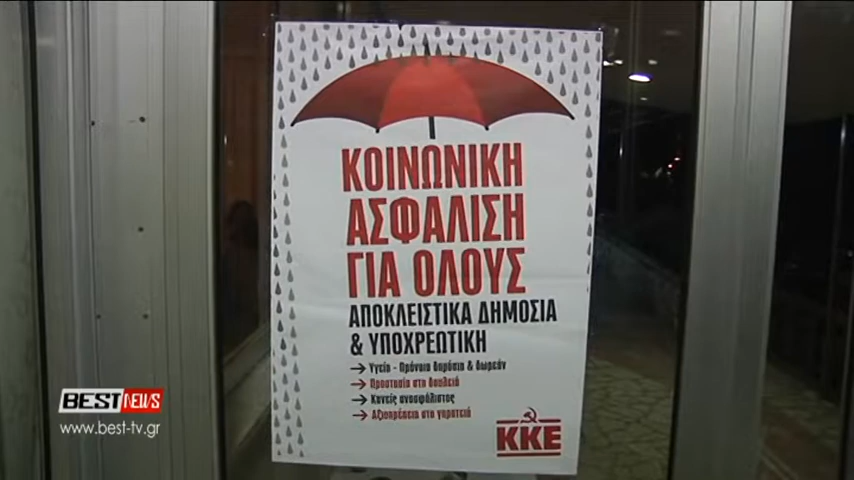 ΚΟΙΝΩΝΙΚΗ
ΑΣΦΑΛΙΣΗ
ΓΙΑ ΟΛΟΥΣ
ΑΠΟΚΛΕΙΣΤΙΚΑ ΔΗΜΟΣΙΑ
& ΥΠΟΧΡΕΩΤΙΚΗ
→ Υγεία - Πρόνοια δημόσια & δωρεάν
→ Προστασία στη δουλειά
→ Κανείς ανασφάλιστος
→ Αξιοπρέπεια στα γηρατειά
ΚΚΕ
BEST NEWS
www.best-tv.gr